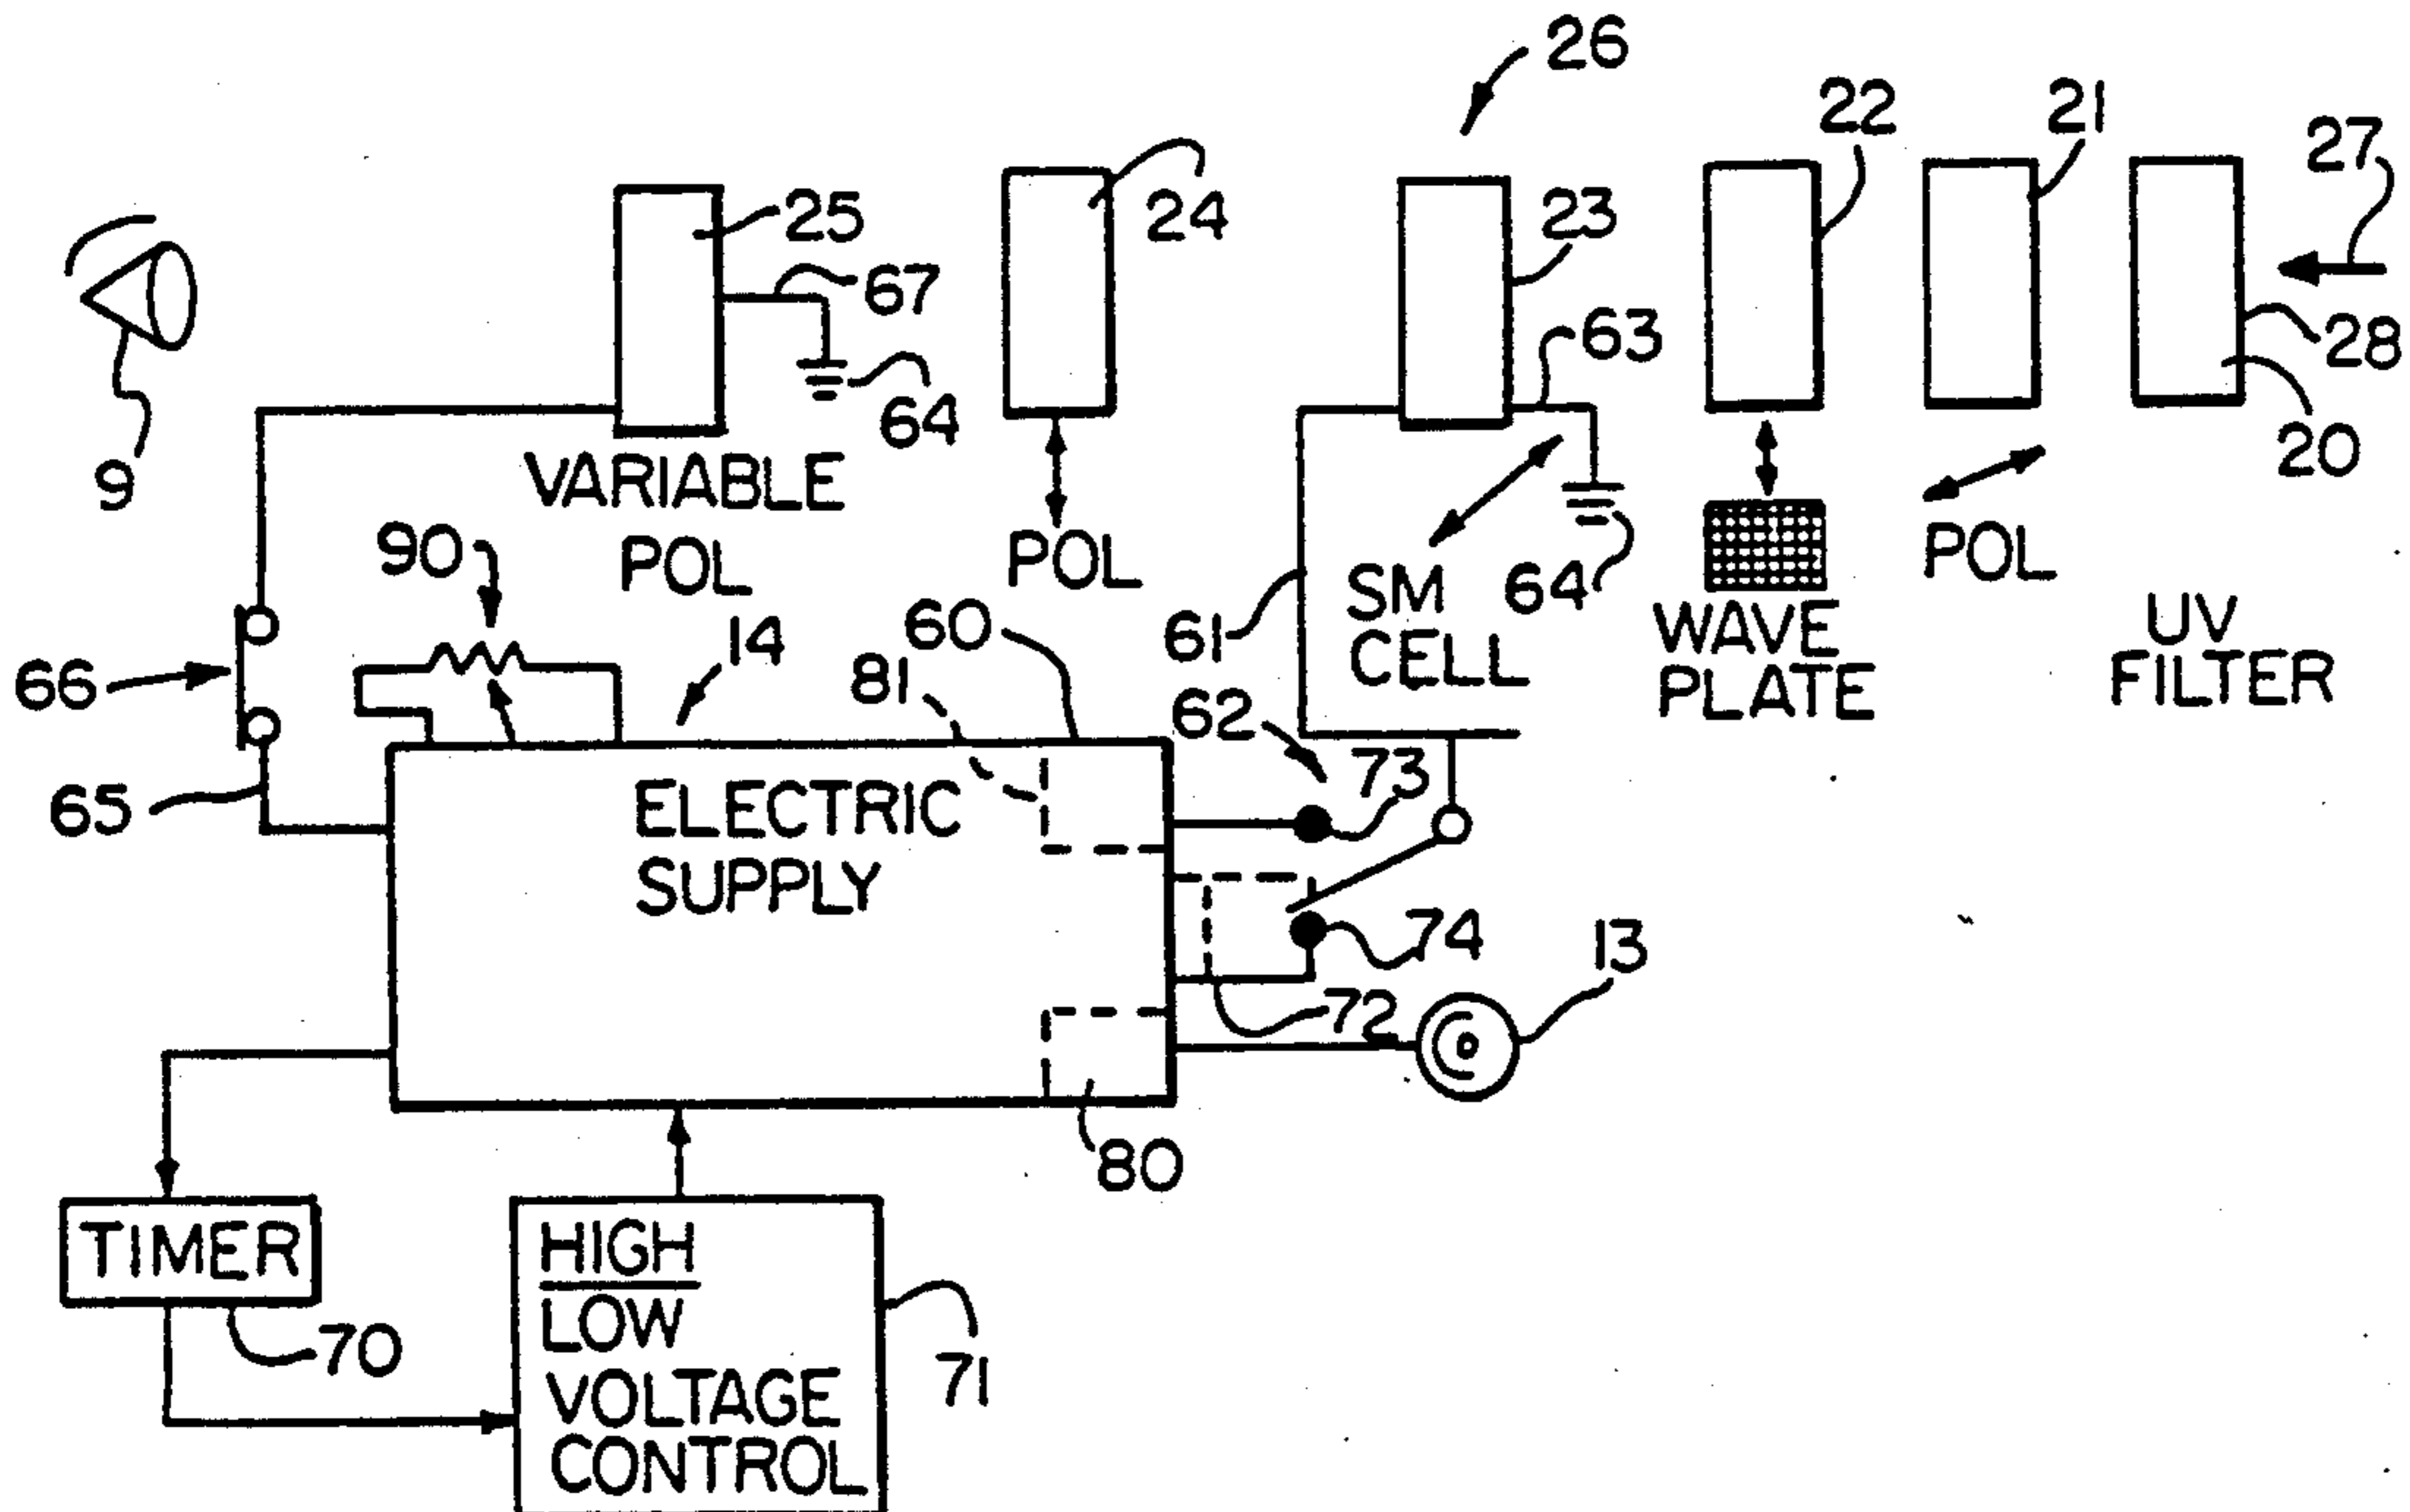 26
22
21
27
25
24
23
67
63
28
64
20
9
VARIABLE
POL
POL
SM
CELL
64
POL
WAVE
PLATE
UV
FILTER
90
14
60
61
66
81
62
73
65
ELECTRIC
SUPPLY
74
13
72
80
TIMER
HIGH
LOW
VOLTAGE
CONTROL
70
71